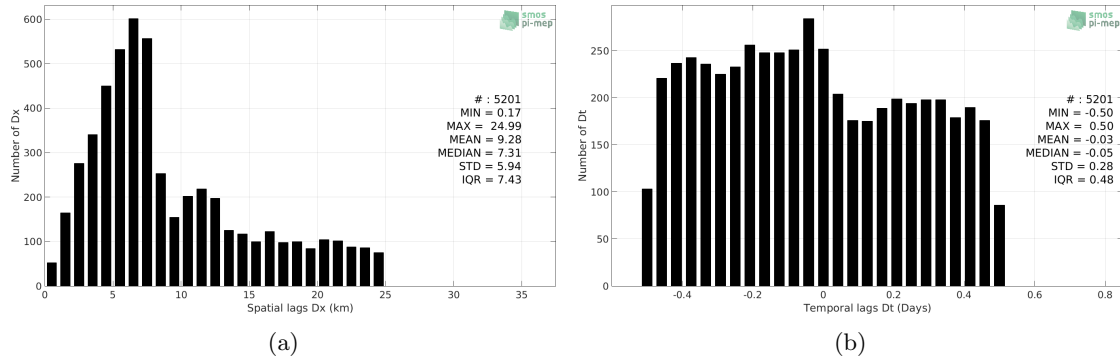 600
500
400
300
200
100
0
Number of Dx
0 5 10 15 20 25 30 35
Spatial lags Dx (km)
smos
pi-mep
# : 5201
MIN = 0.17
MAX = 24.99
MEAN = 9.28
MEDIAN = 7.31
STD = 5.94
IQR = 7.43
(a)
250
200
150
100
50
0
Number of Dt
-0.4 -0.2 0 0.2 0.4 0.6 0.8
Temporal lags Dt (Days)
smos
pi-mep
# : 5201
MIN = -0.50
MAX = 0.50
MEAN = -0.03
MEDIAN = -0.05
STD = 0.28
IQR = 0.48
(b)